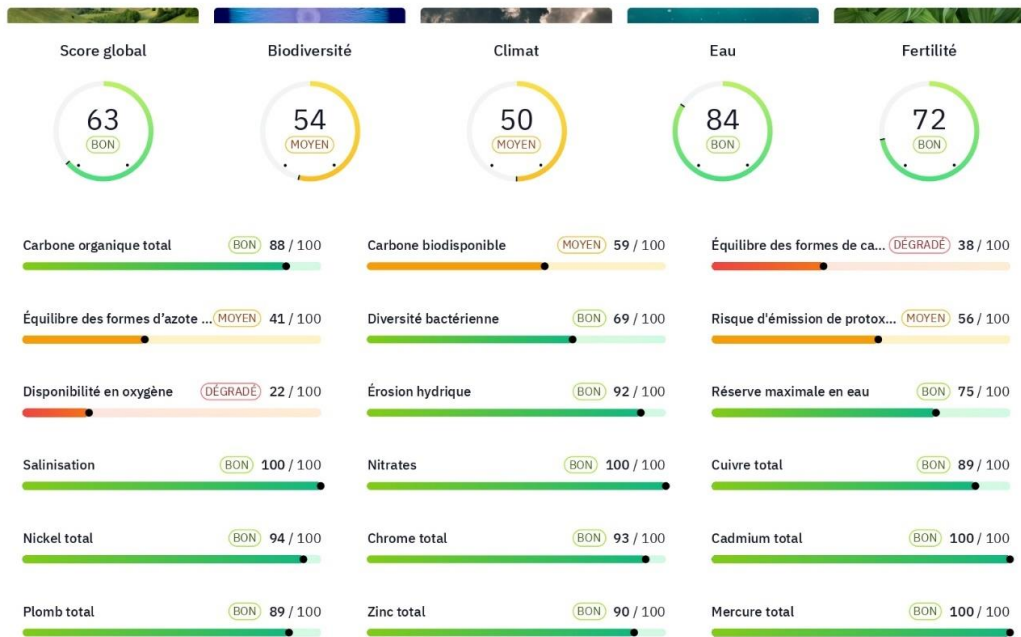 Score global
63
BON
Biodiversité
54
MOYEN
Climat
50
MOYEN
Eau
84
BON
Fertilité
72
BON
Carbone organique total BON 88 / 100
Carbone biodisponible MOYEN 59 / 100
Équilibre des formes de ca... DÉGRADÉ 38 / 100
Équilibre des formes d’azote ... MOYEN 41 / 100
Diversité bactérienne BON 69 / 100
Risque d'émission de protox... MOYEN 56 / 100
Disponibilité en oxygène DÉGRADÉ 22 / 100
Érosion hydrique BON 92 / 100
Réserve maximale en eau BON 75 / 100
Salinisation BON 100 / 100
Nitrates BON 100 / 100
Cuivre total BON 89 / 100
Nickel total BON 94 / 100
Chrome total BON 93 / 100
Cadmium total BON 100 / 100
Plomb total BON 89 / 100
Zinc total BON 90 / 100
Mercure total BON 100 / 100